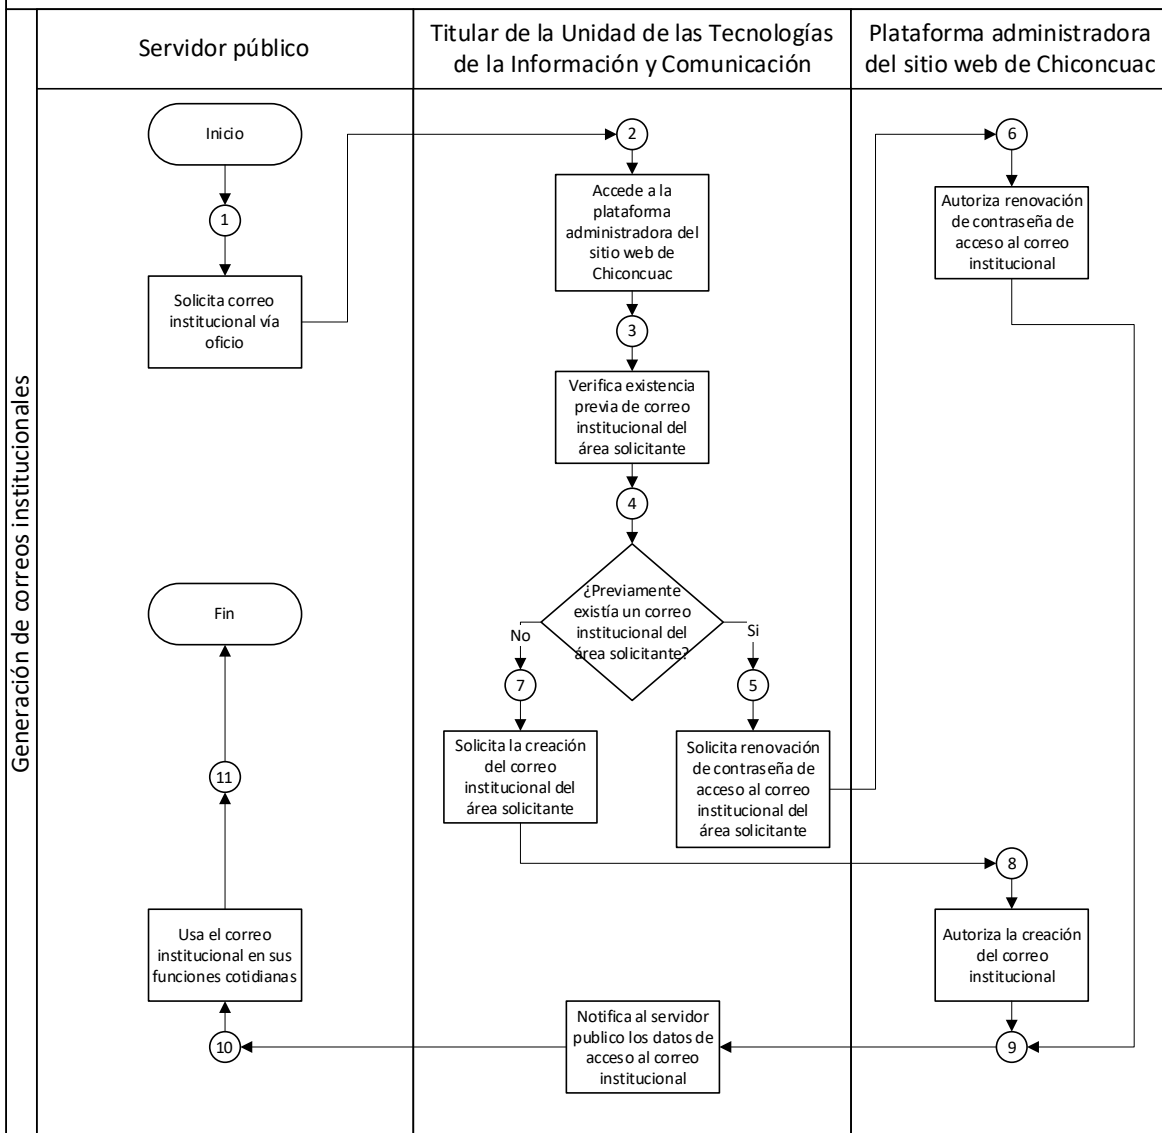 Generación de correos institucionales
Servidor público
Titular de la Unidad de las Tecnologías
de la Información y Comunicación
Plataforma administradora
del sitio web de Chiconcuac
Inicio
1
Solicita correo
institucional vía
oficio
2
Accede a la
plataforma
administradora del
sitio web de
Chiconcuac
3
Verifica existencia
previa de correo
institucional del
área solicitante
4
¿Previamente
existía un correo
institucional del
área solicitante?
No
Si
7
5
Solicita la creación
del correo
institucional del
área solicitante
Solicita renovación
de contraseña de
acceso al correo
institucional del
área solicitante
6
Autoriza renovación
de contraseña de
acceso al correo
institucional
8
Autoriza la creación
del correo
institucional
9
Notifica al servidor
publico los datos de
acceso al correo
institucional
10
Usa el correo
institucional en sus
funciones cotidianas
11
Fin